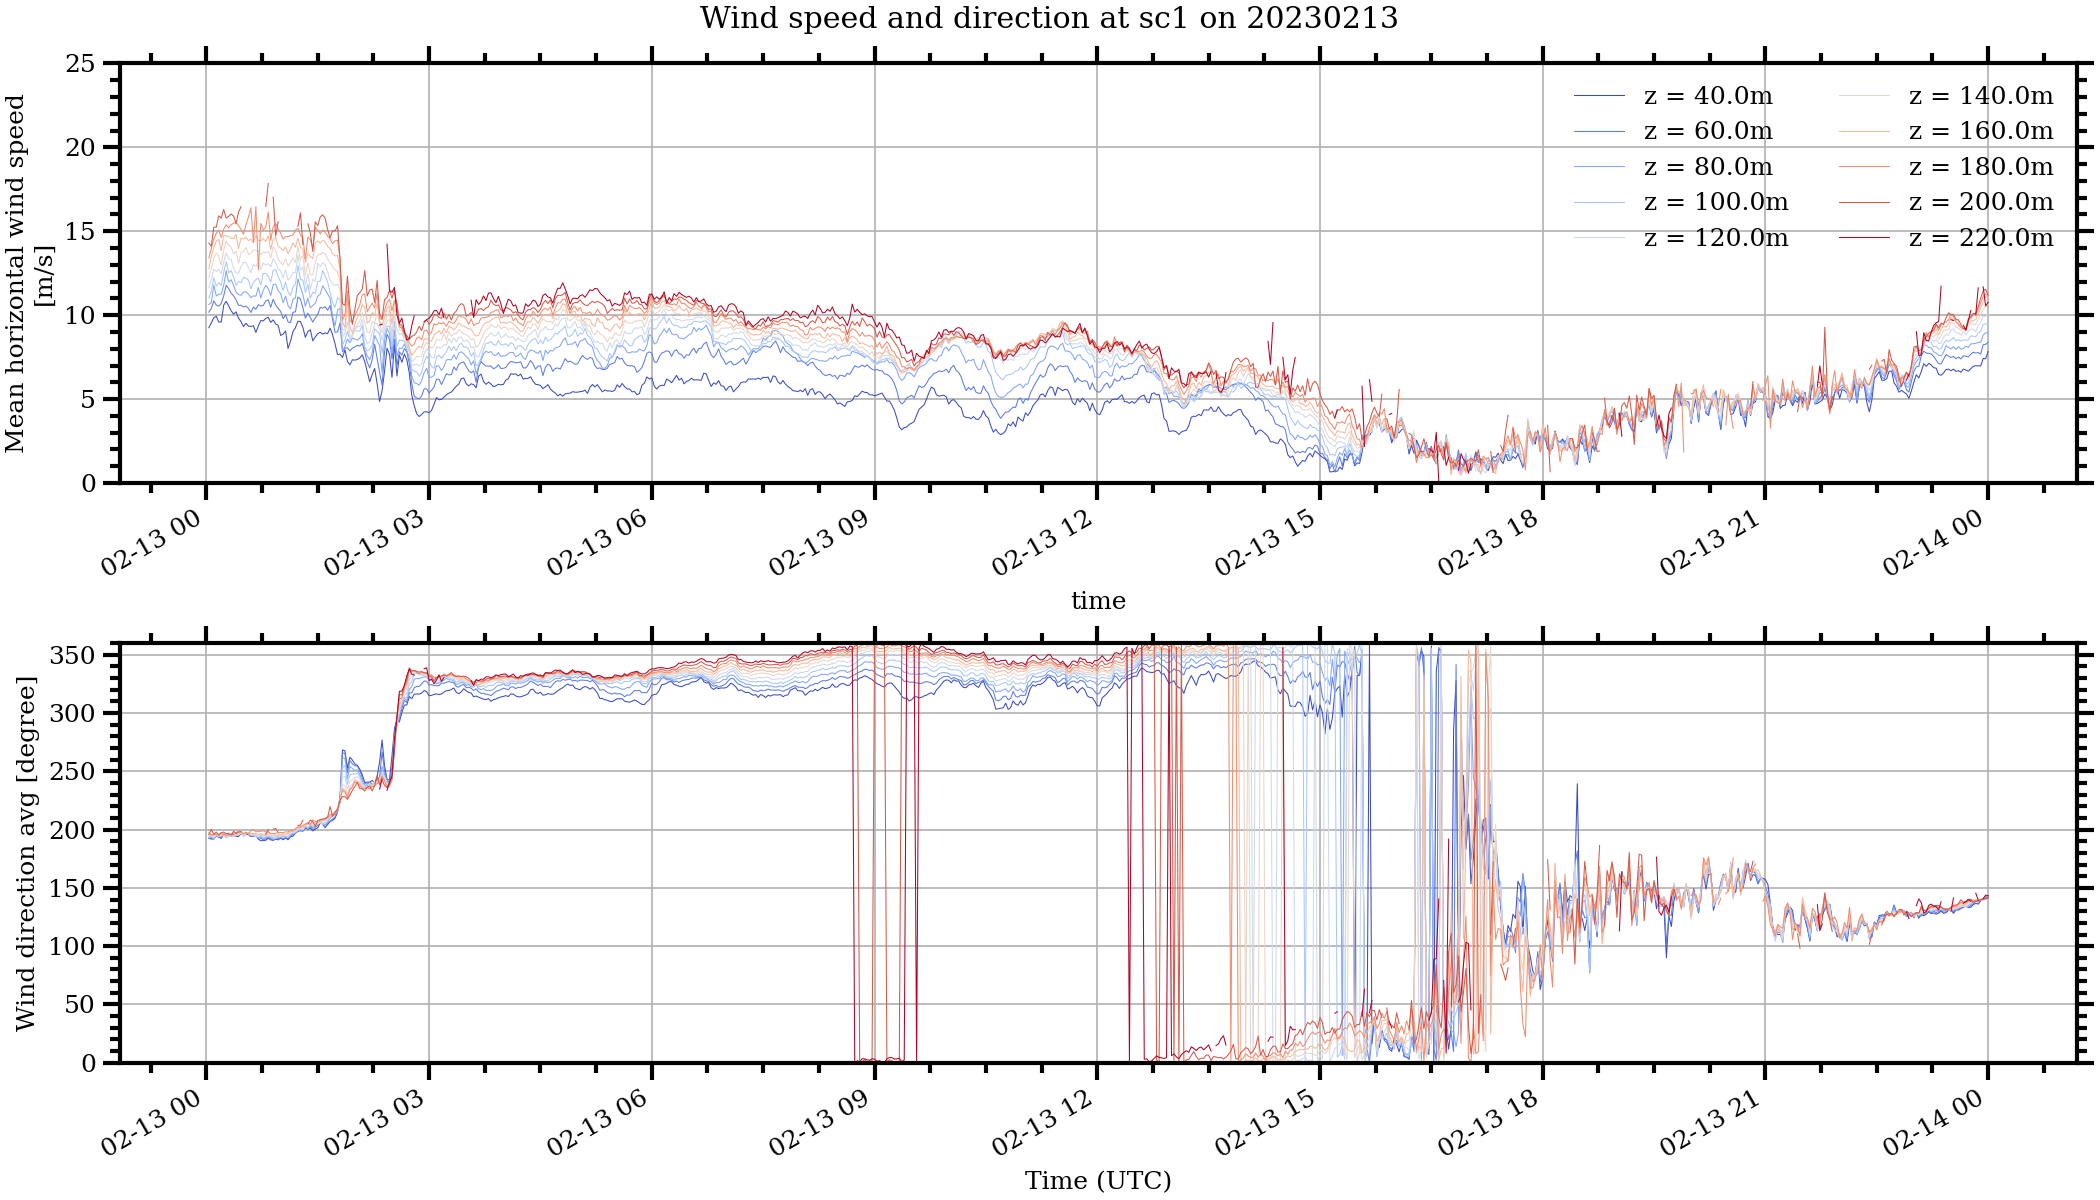 Wind speed and direction at sc1 on 20230213
Mean horizontal wind speed
[m/s]
25
20
15
10
5
0
z = 40.0m
z = 60.0m
z = 80.0m
z = 100.0m
z = 120.0m
z = 140.0m
z = 160.0m
z = 180.0m
z = 200.0m
z = 220.0m
02-13 00
02-13 03
02-13 06
02-13 09
02-13 12
02-13 15
02-13 18
02-13 21
02-14 00
time
Wind direction avg [degree]
350
300
250
200
150
100
50
0
02-13 00
02-13 03
02-13 06
02-13 09
02-13 12
02-13 15
02-13 18
02-13 21
02-14 00
Time (UTC)